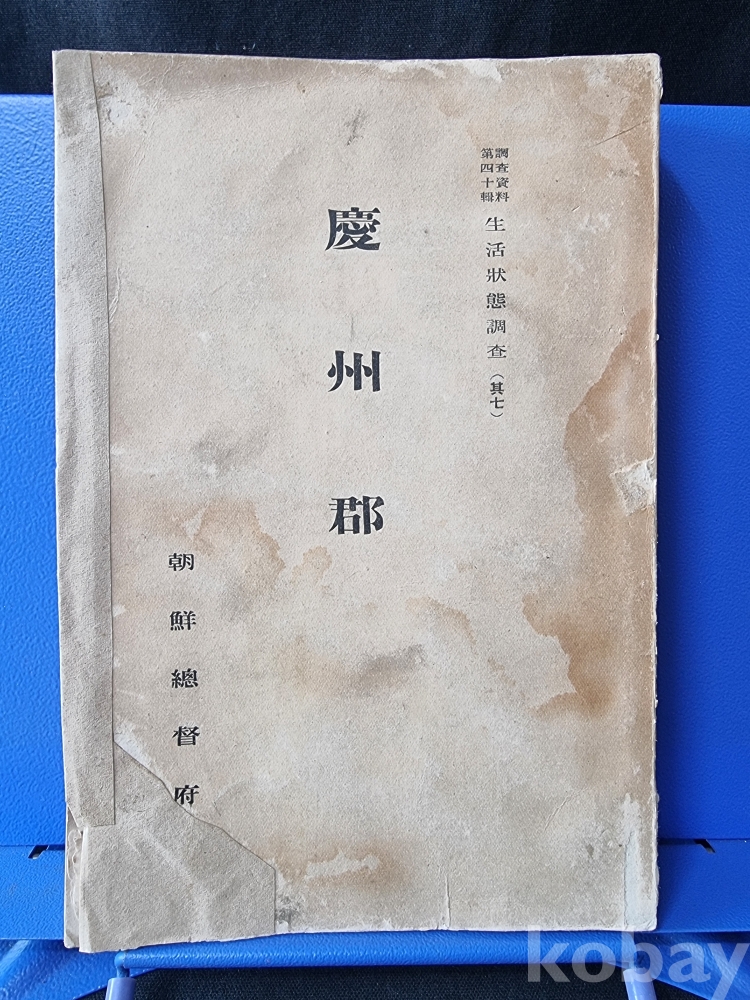 調査資料
第四十輯
生活狀態調査(其七)
慶州郡
朝鮮總督府
kobay